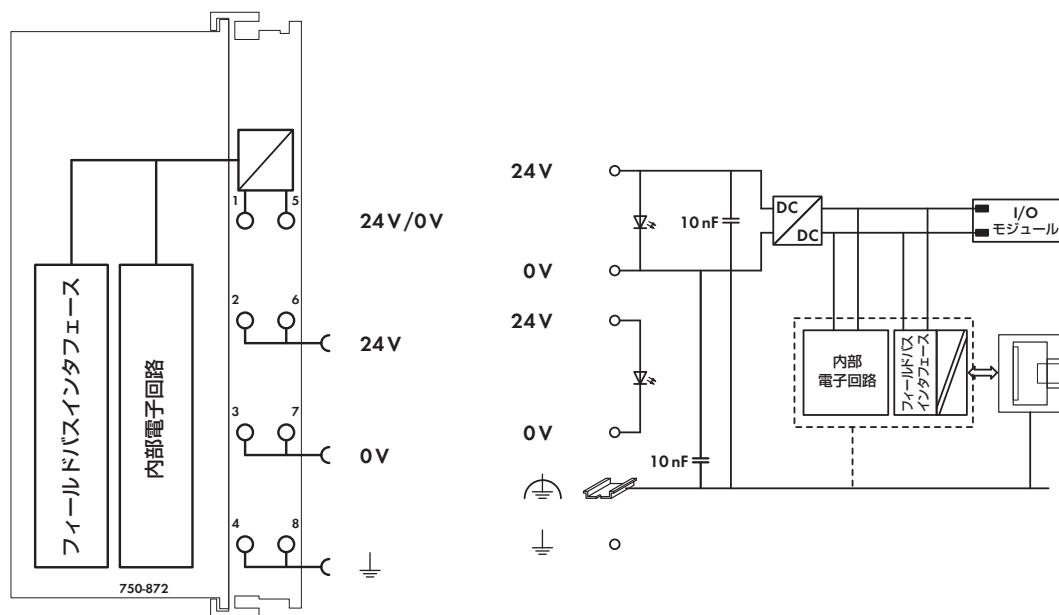 1 5
24V/0V
2 6
24V
3 7
0V
4 8
フィールドバスインタフェース
内部電子回路
750-872
24V
10nF
DC
DC
I/O
モジュール
0V
24V
内部
電子回路
フィールドバス
インタフェース
0V
10nF